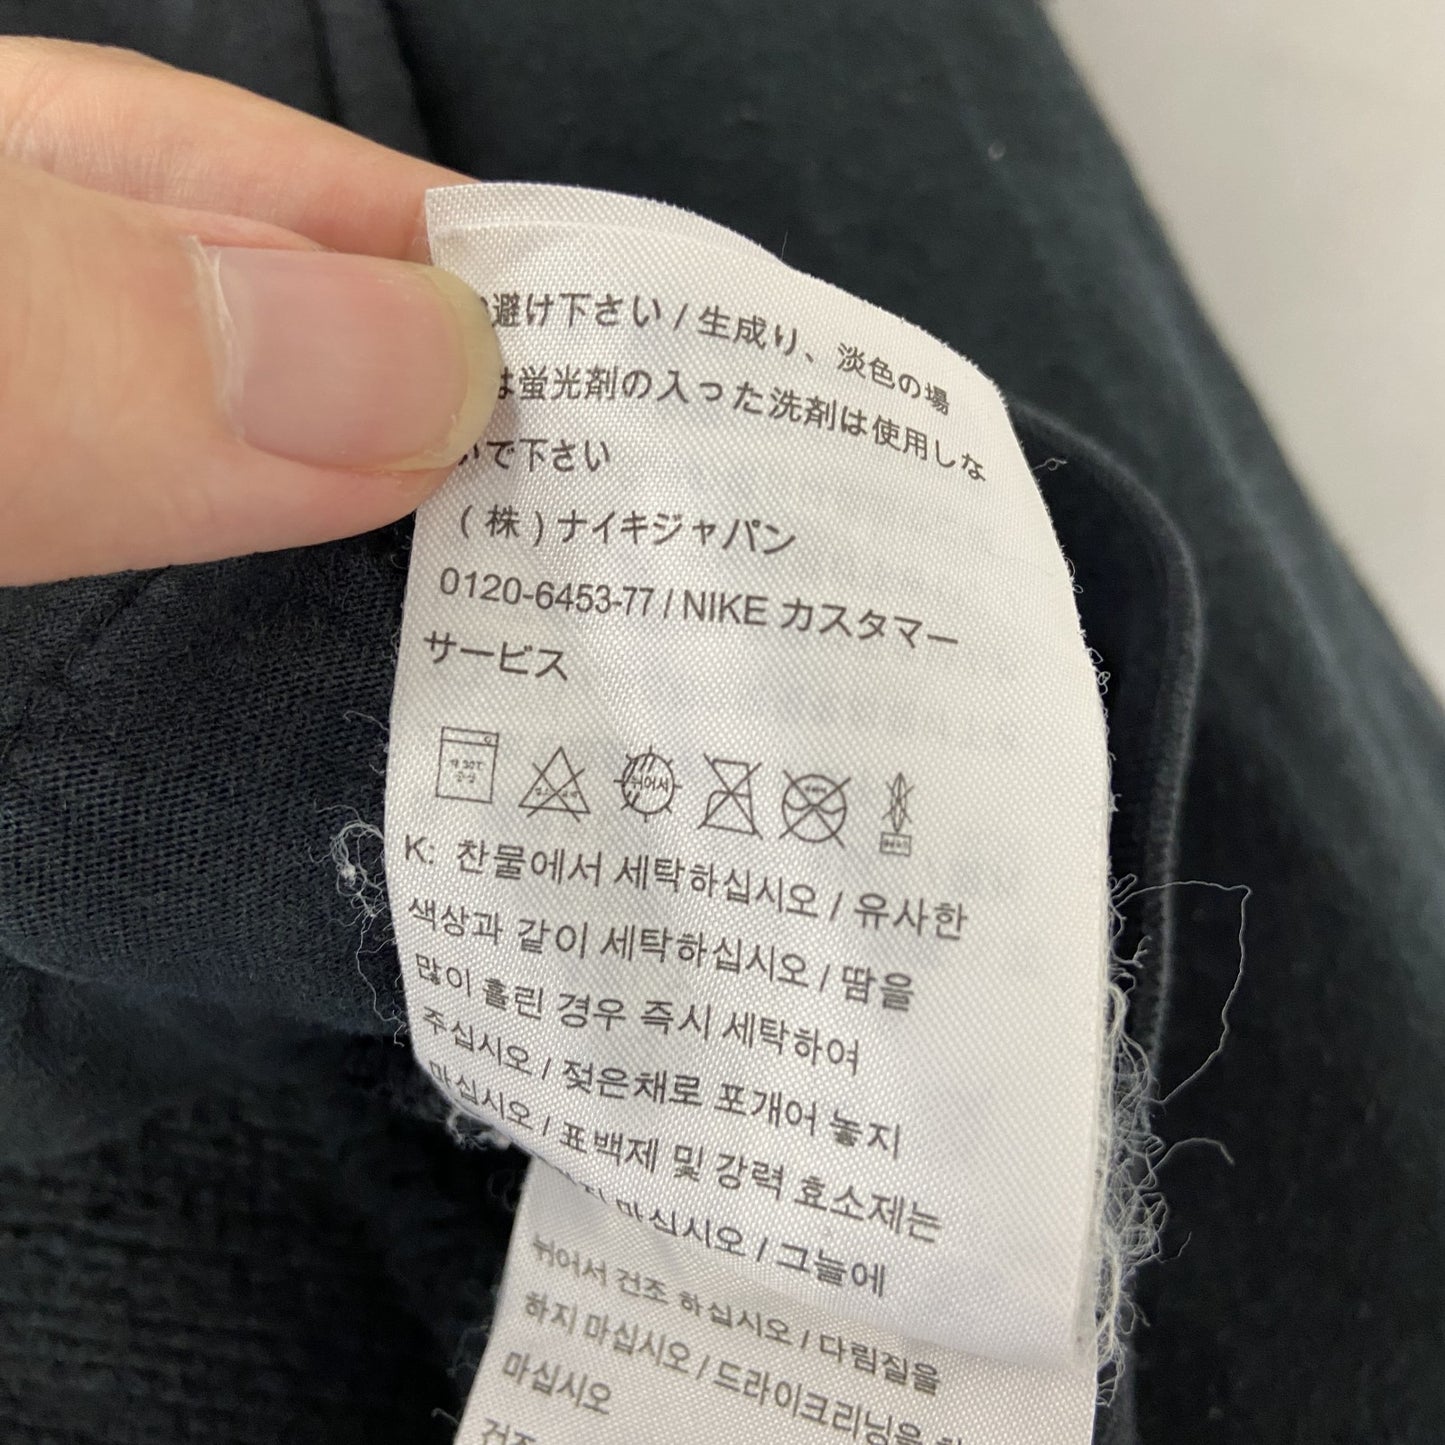 避け下さい / 生成り、淡色の場
は蛍光剤の入った洗剤は使用しな
いで下さい
( 株 ) ナイキジャパン
0120-6453-77 / NIKE カスタマー
サービス
뉘어서
K: 찬물에서 세탁하십시오 / 유사한
색상과 같이 세탁하십시오 / 땀을
많이 흘린 경우 즉시 세탁하여
주십시오 / 젖은채로 포개어 놓지
마십시오 / 표백제 및 강력 효소제는
마십시오 / 그늘에
뉘어서 건조 하십시오 / 다림질을
하지 마십시오 / 드라이크리닝을
마십시오
건조